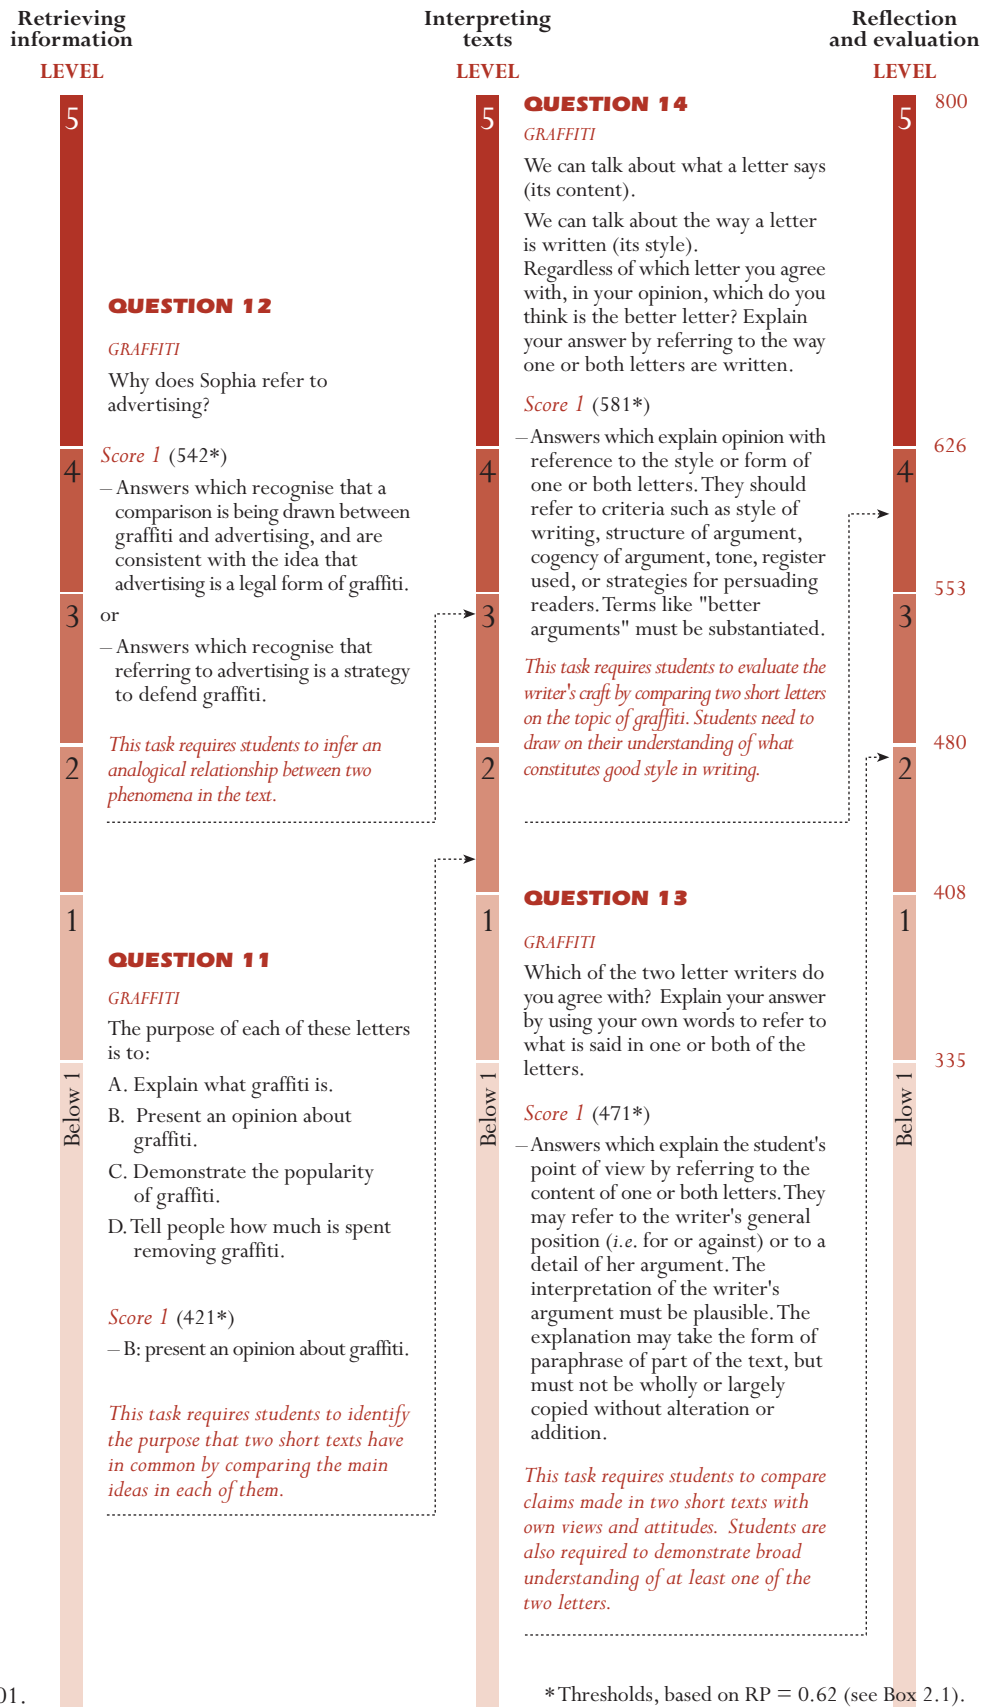 Retrieving
information
LEVEL
Interpreting
texts
LEVEL
Reflection
and evaluation
LEVEL
5
4
3
2
1
Below 1
QUESTION 12
GRAFFITI
Why does Sophia refer to
advertising?
Score 1 (542*)
– Answers which recognise that a
comparison is being drawn between
graffiti and advertising, and are
consistent with the idea that
advertising is a legal form of graffiti.
or
– Answers which recognise that
referring to advertising is a strategy
to defend graffiti.
This task requires students to infer an
analogical relationship between two
phenomena in the text.
QUESTION 11
GRAFFITI
The purpose of each of these letters
is to:
A. Explain what graffiti is.
B. Present an opinion about
graffiti.
C. Demonstrate the popularity
of graffiti.
D. Tell people how much is spent
removing graffiti.
Score 1 (421*)
– B: present an opinion about graffiti.
This task requires students to identify
the purpose that two short texts have
in common by comparing the main
ideas in each of them.
5
4
3
2
1
Below 1
QUESTION 14
GRAFFITI
We can talk about what a letter says
(its content).
We can talk about the way a letter
is written (its style).
Regardless of which letter you agree
with, in your opinion, which do you
think is the better letter? Explain
your answer by referring to the way
one or both letters are written.
Score 1 (581*)
– Answers which explain opinion with
reference to the style or form of
one or both letters. They should
refer to criteria such as style of
writing, structure of argument,
cogency of argument, tone, register
used, or strategies for persuading
readers. Terms like "better
arguments" must be substantiated.
This task requires students to evaluate the
writer's craft by comparing two short letters
on the topic of graffiti. Students need to
draw on their understanding of what
constitutes good style in writing.
QUESTION 13
GRAFFITI
Which of the two letter writers do
you agree with? Explain your answer
by using your own words to refer to
what is said in one or both of the
letters.
Score 1 (471*)
– Answers which explain the student's
point of view by referring to the
content of one or both letters. They
may refer to the writer's general
position (i.e. for or against) or to a
detail of her argument. The
interpretation of the writer's
argument must be plausible. The
explanation may take the form of
paraphrase of part of the text, but
must not be wholly or largely
copied without alteration or
addition.
This task requires students to compare
claims made in two short texts with
own views and attitudes. Students are
also required to demonstrate broad
understanding of at least one of the
two letters.
5
4
3
2
1
Below 1
800
626
553
480
408
335
01.
* Thresholds, based on RP = 0.62 (see Box 2.1).